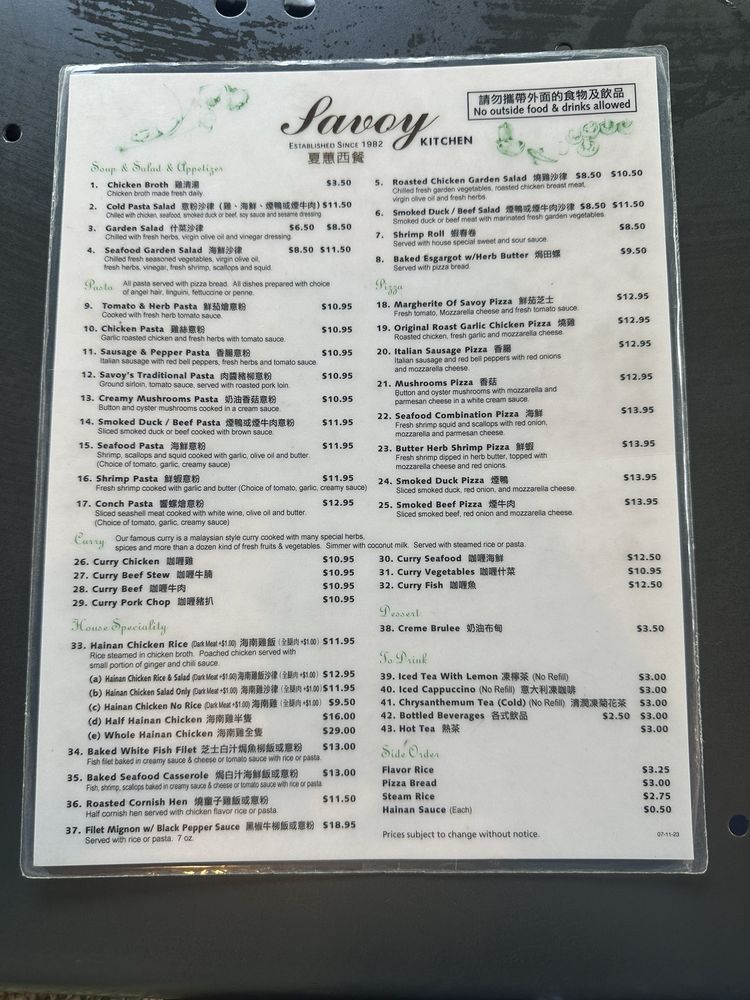 Savoy KITCHEN
ESTABLISHED SINCE 1982
夏蕙西餐
請勿攜帶外面的食物及飲品
No outside food & drinks allowed
Soup & Salad & Appetizer
1. Chicken Broth 雞清湯 $3.50
Chicken broth made fresh daily.
2. Cold Pasta Salad 意粉沙律 (雞、海鮮、煙鴨或煙牛肉) $11.50
Chilled with chicken, seafood, smoked duck or beef, soy sauce and sesame dressing
3. Garden Salad 什菜沙律 $6.50 $8.50
Chilled with fresh herbs, virgin olive oil and vinegar dressing.
4. Seafood Garden Salad 海鮮沙律 $8.50 $11.50
Chilled fresh seasoned vegetables, virgin olive oil,
fresh herbs, vinegar, fresh shrimp, scallops and squid.
5. Roasted Chicken Garden Salad 燒雞沙律 $8.50 $10.50
Chilled fresh garden vegetables, roasted chicken breast meat,
virgin olive oil and fresh herbs.
6. Smoked Duck / Beef Salad 煙鴨或煙牛肉沙律 $8.50 $11.50
Smoked duck or beef meat with marinated fresh garden vegetables.
7. Shrimp Roll 蝦春卷 $8.50
Served with house special sweet and sour sauce.
8. Baked Esgargot w/Herb Butter 焗田螺 $9.50
Served with pizza bread.
Pasta All pasta served with pizza bread. All dishes prepared with choice
of angel hair, linguini, fettuccine or penne.
9. Tomato & Herb Pasta 鮮茄燴意粉 $10.95
Cooked with fresh herb tomato sauce.
10. Chicken Pasta 雞絲意粉 $10.95
Garlic roasted chicken and fresh herbs with tomato sauce.
11. Sausage & Pepper Pasta 香腸意粉 $10.95
Italian sausage with red bell peppers, fresh herbs and tomato sauce.
12. Savoy's Traditional Pasta 肉醬豬柳意粉 $10.95
Ground sirloin, tomato sauce, served with roasted pork loin.
13. Creamy Mushrooms Pasta 奶油香菇意粉 $10.95
Button and oyster mushrooms cooked in a cream sauce.
14. Smoked Duck / Beef Pasta 煙鴨或煙牛肉意粉 $11.95
Sliced smoked duck or beef cooked with brown sauce.
15. Seafood Pasta 海鮮意粉 $11.95
Shrimp, scallops and squid cooked with garlic, olive oil and butter.
(Choice of tomato, garlic, creamy sauce)
16. Shrimp Pasta 鮮蝦意粉 $11.95
Fresh shrimp cooked with garlic and butter (Choice of tomato, garlic, creamy sauce)
17. Conch Pasta 響螺燴意粉 $12.95
Sliced seashell meat cooked with white wine, olive oil and butter.
(Choice of tomato, garlic, creamy sauce)
Pizza
18. Margherite Of Savoy Pizza 鮮茄芝士 $12.95
Fresh tomato, Mozzarella cheese and fresh tomato sauce.
19. Original Roast Garlic Chicken Pizza 燒雞 $12.95
Roasted chicken, fresh garlic and mozzarella cheese.
20. Italian Sausage Pizza 香腸 $12.95
Italian sausage and red bell peppers with red onions
and mozzarella cheese.
21. Mushrooms Pizza 香菇 $12.95
Button and oyster mushrooms with mozzarella and
parmesan cheese in a white cream sauce.
22. Seafood Combination Pizza 海鮮 $13.95
Fresh shrimp squid and scallops with red onion,
mozzarella and parmesan cheese.
23. Butter Herb Shrimp Pizza 鮮蝦 $13.95
Fresh shrimp dipped in herb butter, topped with
mozzarella cheese and red onions.
24. Smoked Duck Pizza 煙鴨 $13.95
Sliced smoked duck, red onion, and mozzarella cheese.
25. Smoked Beef Pizza 煙牛肉 $13.95
Sliced smoked beef, red onion and mozzarella cheese.
Curry Our famous curry is a malaysian style curry cooked with many special herbs,
spices and more than a dozen kind of fresh fruits & vegetables. Simmer with coconut milk. Served with steamed rice or pasta.
26. Curry Chicken 咖喱雞 $10.95
27. Curry Beef Stew 咖喱牛腩 $10.95
28. Curry Beef 咖喱牛肉 $10.95
29. Curry Pork Chop 咖喱豬扒 $10.95
30. Curry Seafood 咖喱海鮮 $12.50
31. Curry Vegetables 咖喱什菜 $10.95
32. Curry Fish 咖喱魚 $12.50
House Speciality
33. Hainan Chicken Rice (Dark Meat +$1.00) 海南雞飯 (全腿肉 +$1.00) $11.95
Rice steamed in chicken broth. Poached chicken served with
small portion of ginger and chili sauce.
(a) Hainan Chicken Rice & Salad (Dark Meat +$1.00) 海南雞飯沙律 (全腿肉 +$1.00) $12.95
(b) Hainan Chicken Salad Only (Dark Meat +$1.00) 海南雞沙律 (全腿肉 +$1.00) $11.95
(c) Hainan Chicken No Rice (Dark Meat +$1.00) 海南雞 (全腿肉 +$1.00) $9.50
(d) Half Hainan Chicken 海南雞半隻 $16.00
(e) Whole Hainan Chicken 海南雞全隻 $29.00
34. Baked White Fish Filet 芝士白汁焗魚柳飯或意粉 $13.00
Fish filet baked in creamy sauce & cheese or tomato sauce with rice or pasta.
35. Baked Seafood Casserole 焗白汁海鮮飯或意粉 $13.00
Fish, shrimp, scallops baked in creamy sauce & cheese or tomato sauce with rice or pasta.
36. Roasted Cornish Hen 燒童子雞飯或意粉 $11.50
Half cornish hen served with chicken flavor rice or pasta.
37. Filet Mignon w/ Black Pepper Sauce 黑椒牛柳飯或意粉 $18.95
Served with rice or pasta. 7 oz.
Dessert
38. Creme Brulee 奶油布甸 $3.50
To Drink
39. Iced Tea With Lemon 凍檸茶 (No Refill) $3.00
40. Iced Cappuccino (No Refill) 意大利凍咖啡 $3.00
41. Chrysanthemum Tea (Cold) (No Refill) 清潤凍菊花茶 $3.00
42. Bottled Beverages 各式飲品 $2.50 $3.00
43. Hot Tea 熱茶 $3.00
Side Order
Flavor Rice $3.25
Pizza Bread $3.00
Steam Rice $2.75
Hainan Sauce (Each) $0.50
Prices subject to change without notice.
07-11-23